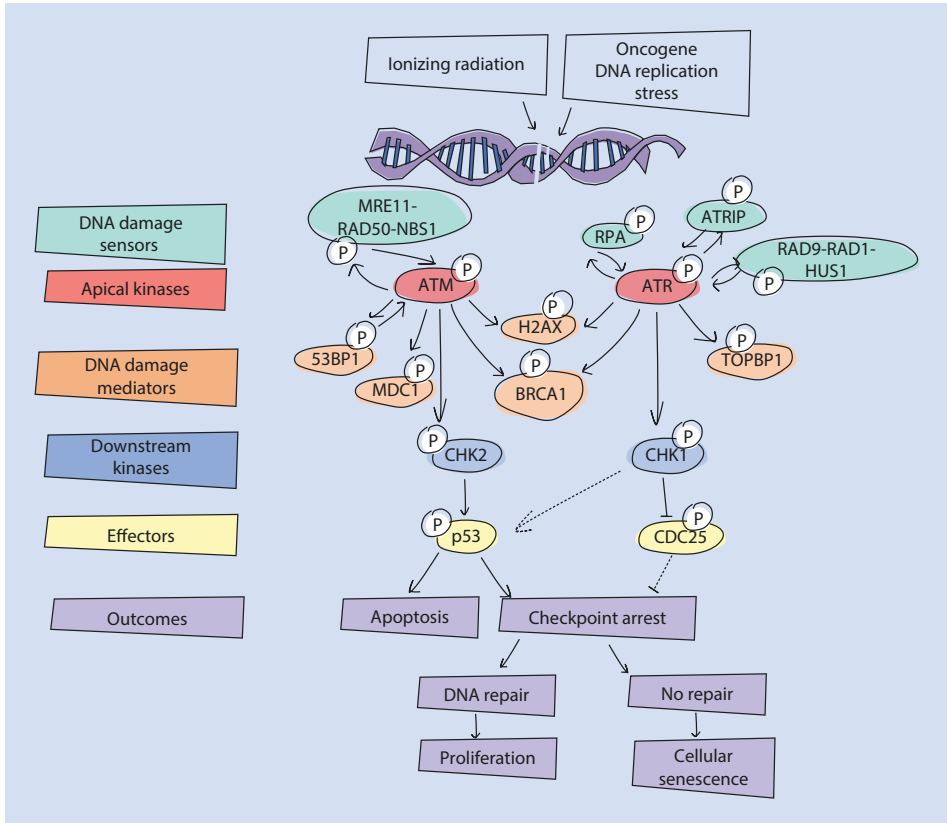 Ionizing radiation
Oncogene
DNA replication
stress
DNA damage
sensors
MRE11-
RAD50-NBS1
P
RPA
P
ATRIP
P
RAD9-RAD1-
HUS1
P
Apical kinases
ATM
P
ATR
P
DNA damage
mediators
53BP1
P
MDC1
P
H2AX
P
BRCA1
P
TOPBP1
P
Downstream
kinases
CHK2
P
CHK1
P
Effectors
p53
P
CDC25
P
Outcomes
Apoptosis
Checkpoint arrest
DNA repair
No repair
Proliferation
Cellular
senescence